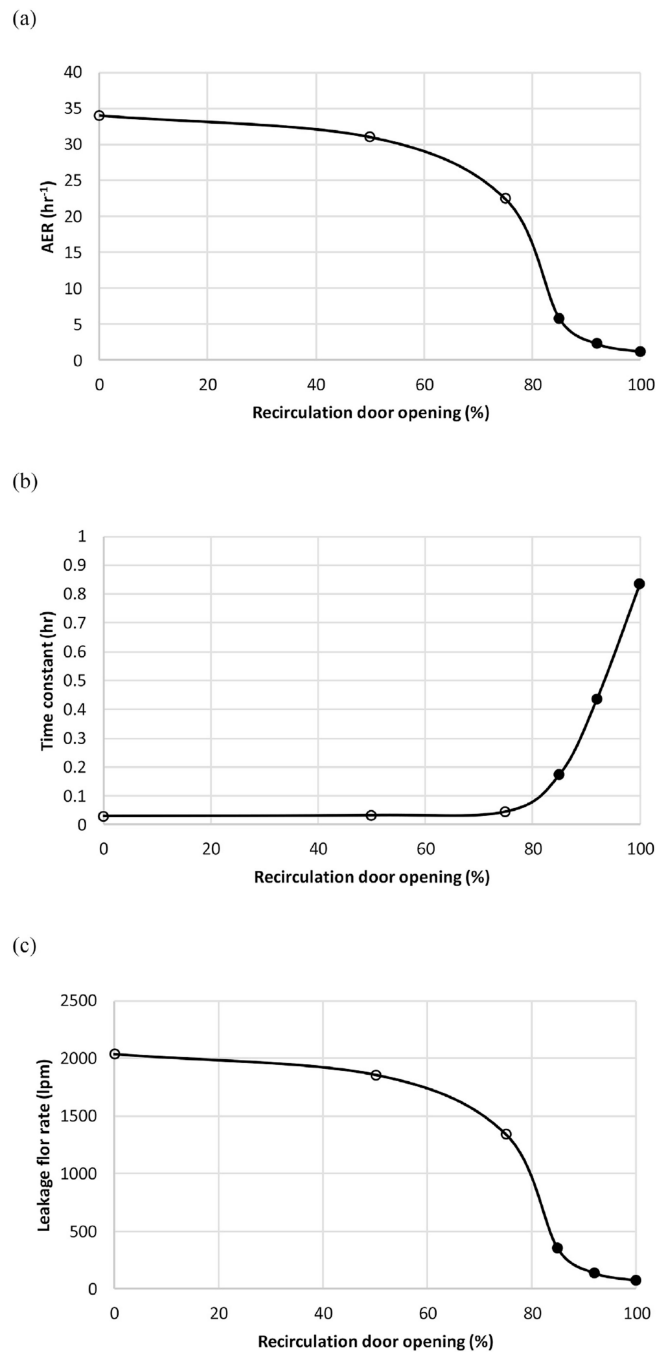 (a)
40
35
30
25
20
15
10
5
0
AER (hr⁻¹)
0 20 40 60 80 100
Recirculation door opening (%)
(b)
1
0.9
0.8
0.7
0.6
0.5
0.4
0.3
0.2
0.1
0
Time constant (hr)
0 20 40 60 80 100
Recirculation door opening (%)
(c)
2500
2000
1500
1000
500
0
Leakage flor rate (lpm)
0 20 40 60 80 100
Recirculation door opening (%)